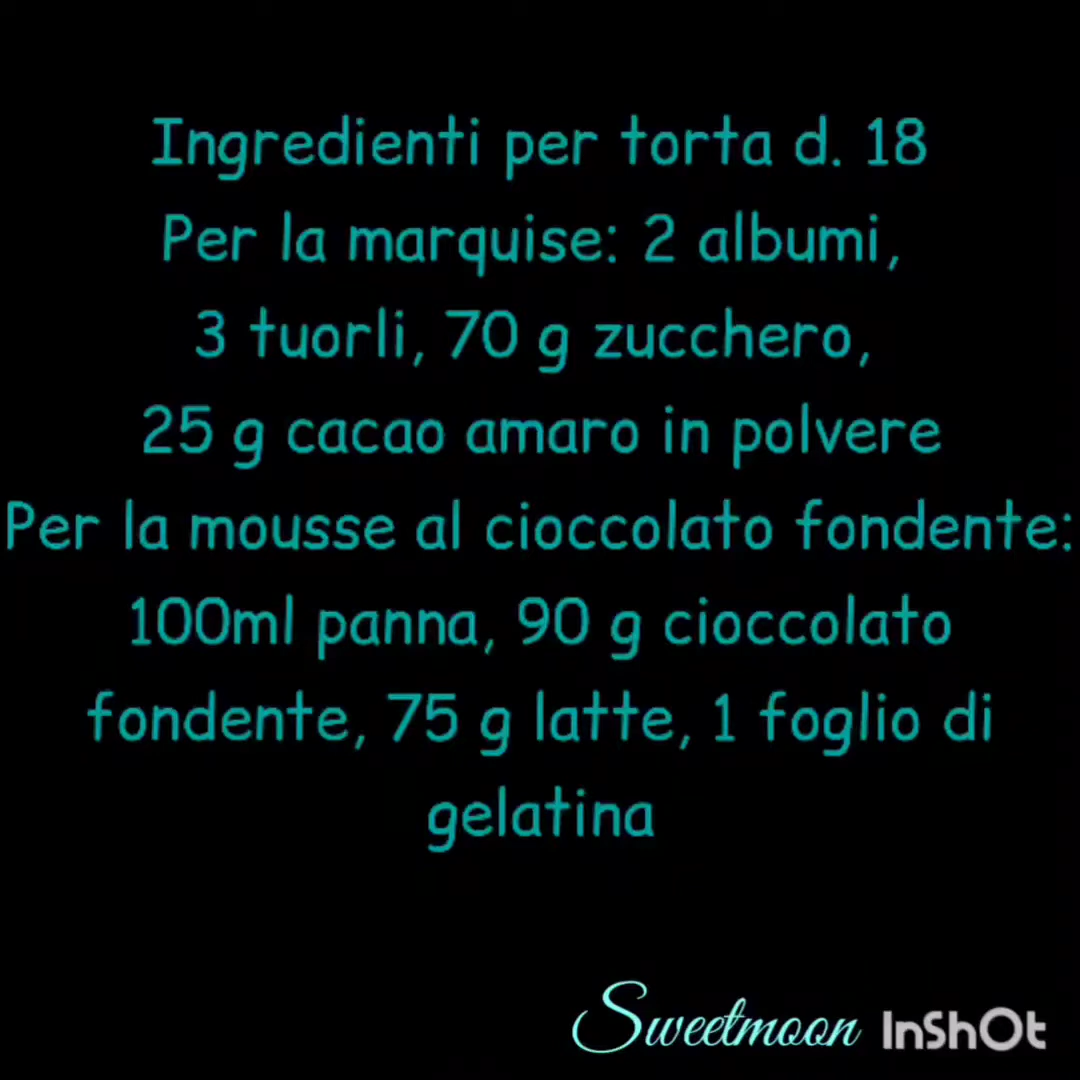 Ingredienti per torta d. 18
Per la marquise: 2 albumi,
3 tuorli, 70 g zucchero,
25 g cacao amaro in polvere
Per la mousse al cioccolato fondente:
100ml panna, 90 g cioccolato
fondente, 75 g latte, 1 foglio di
gelatina
Sweetmoon InShOt